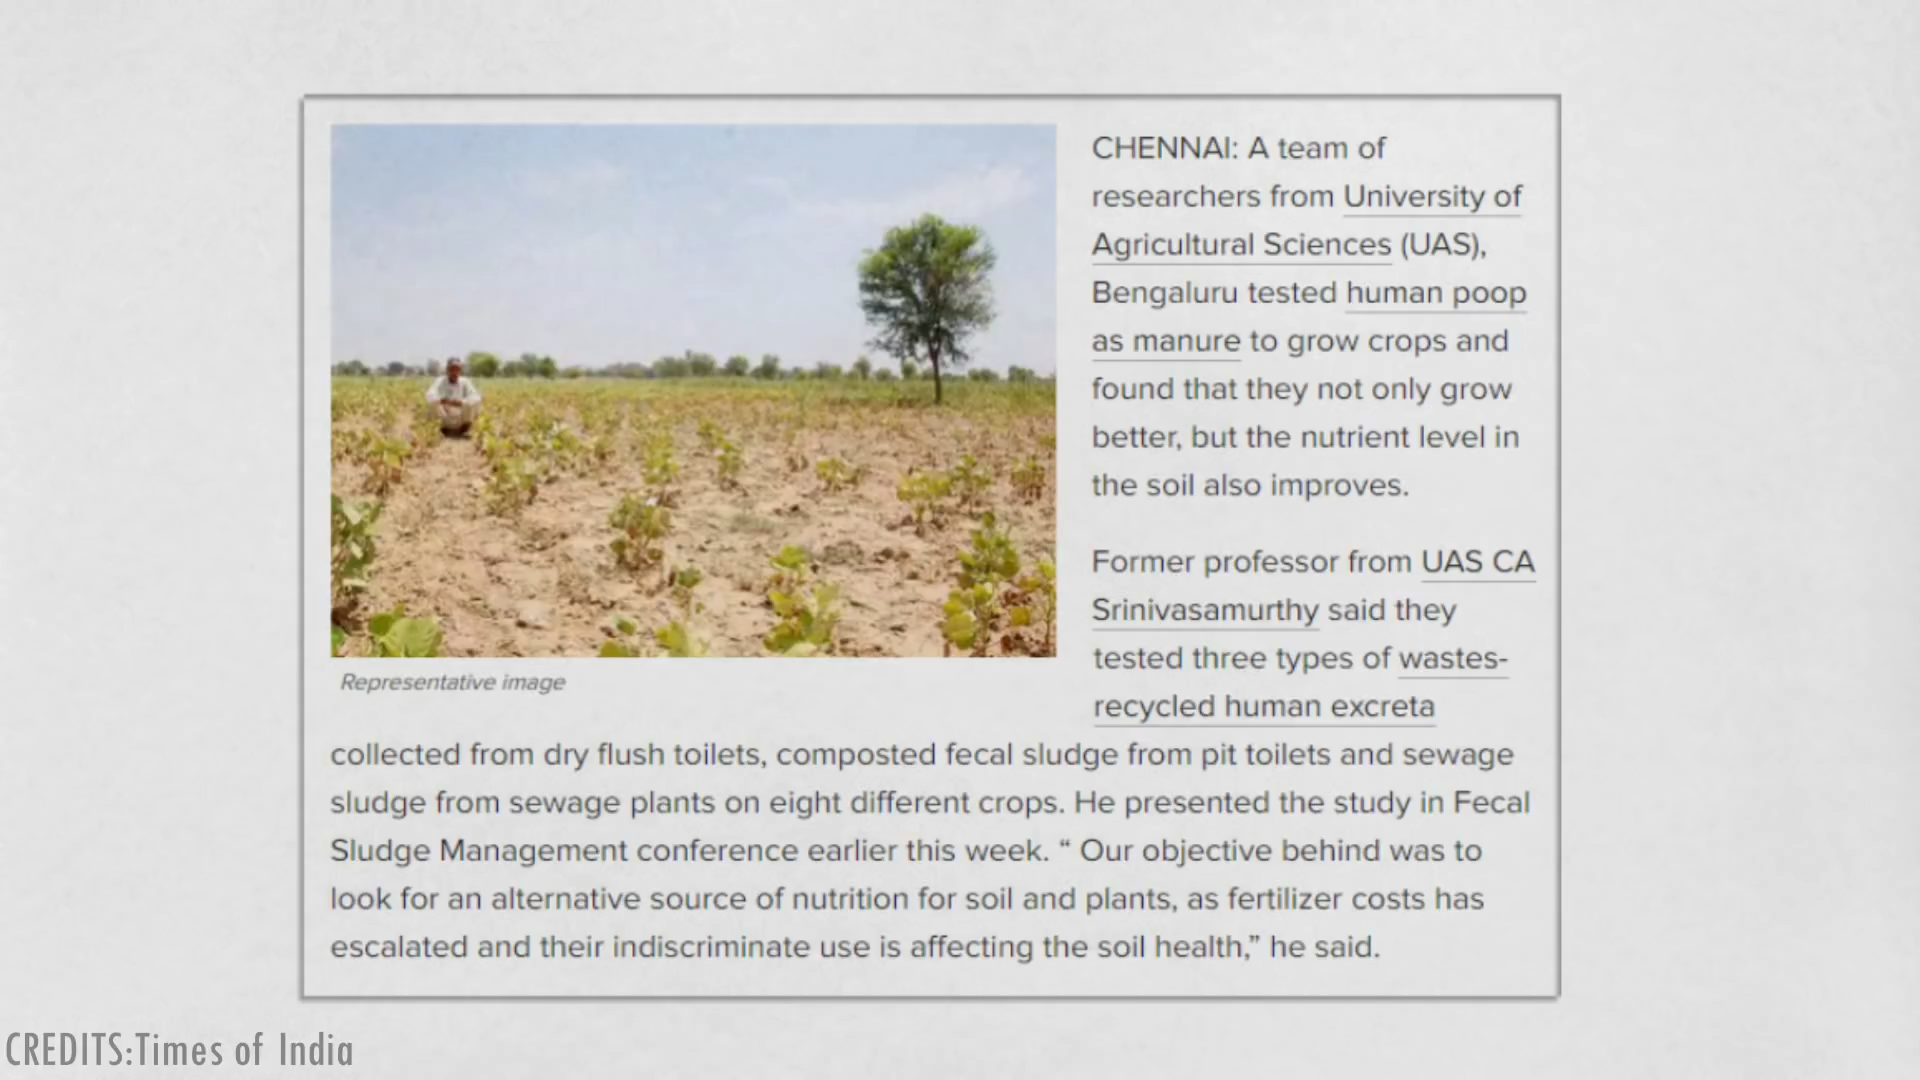 CHENNAI: A team of
researchers from University of
Agricultural Sciences (UAS),
Bengaluru tested human poop
as manure to grow crops and
found that they not only grow
better, but the nutrient level in
the soil also improves.
Former professor from UAS CA
Srinivasamurthy said they
tested three types of wastes-
recycled human excreta
Representative image
collected from dry flush toilets, composted fecal sludge from pit toilets and sewage
sludge from sewage plants on eight different crops. He presented the study in Fecal
Sludge Management conference earlier this week. “ Our objective behind was to
look for an alternative source of nutrition for soil and plants, as fertilizer costs has
escalated and their indiscriminate use is affecting the soil health,” he said.
CREDITS:Times of India